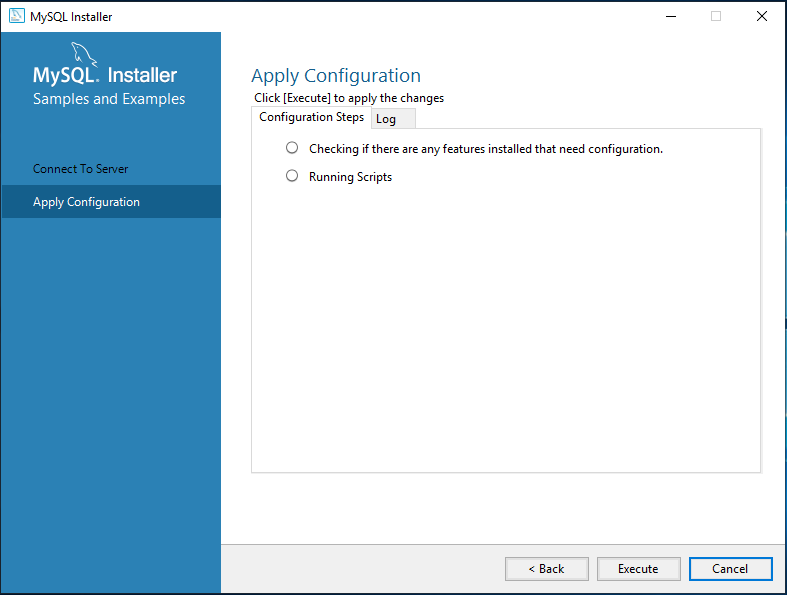 MySQL Installer
MySQL. Installer
Samples and Examples
Connect To Server
Apply Configuration
Apply Configuration
Click [Execute] to apply the changes
Configuration Steps
Log
Checking if there are any features installed that need configuration.
Running Scripts
< Back
Execute
Cancel